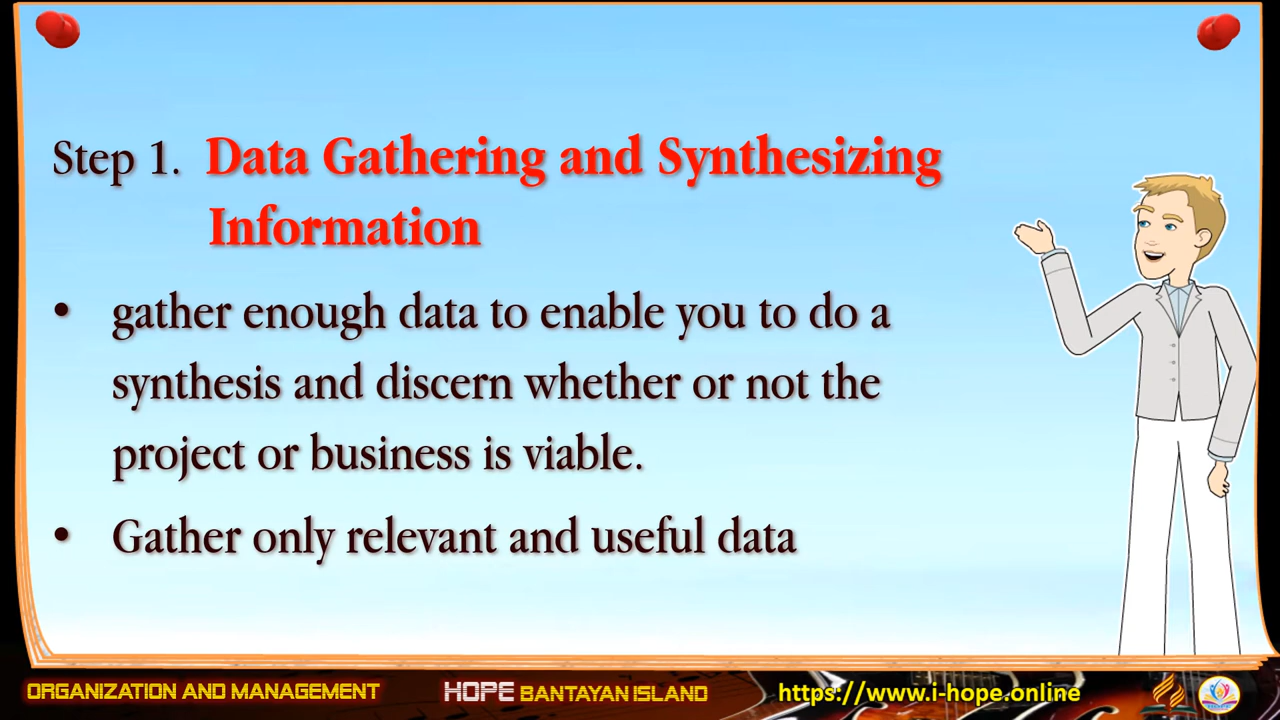 Step 1. Data Gathering and Synthesizing
Information
• gather enough data to enable you to do a
synthesis and discern whether or not the
project or business is viable.
• Gather only relevant and useful data
ORGANIZATION AND MANAGEMENT HOPE BANTAYAN ISLAND https://www.i-hope.online